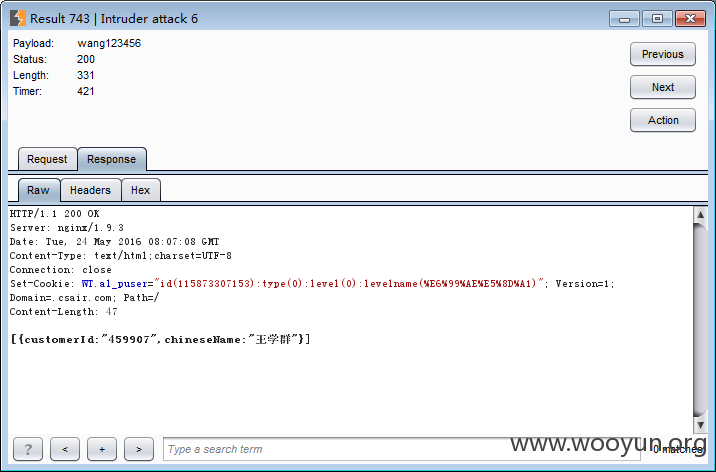 Result 743 | Intruder attack 6
Payload: wang123456
Status: 200
Length: 331
Timer: 421
Previous
Next
Action
Request Response
Raw Headers Hex
HTTP/1.1 200 OK
Server: nginx/1.9.3
Date: Tue, 24 May 2016 08:07:08 GMT
Content-Type: text/html;charset=UTF-8
Connection: close
Set-Cookie: WT.al_puser="id(115873307153):type(0):level(0):levelname(%E6%99%AE%E5%8D%A1)"; Version=1;
Domain=.csair.com; Path=/
Content-Length: 47
[{customerId:"459907",chineseName:"王学群"}]
? < + > Type a search term 0 matches
www.wooyun.org